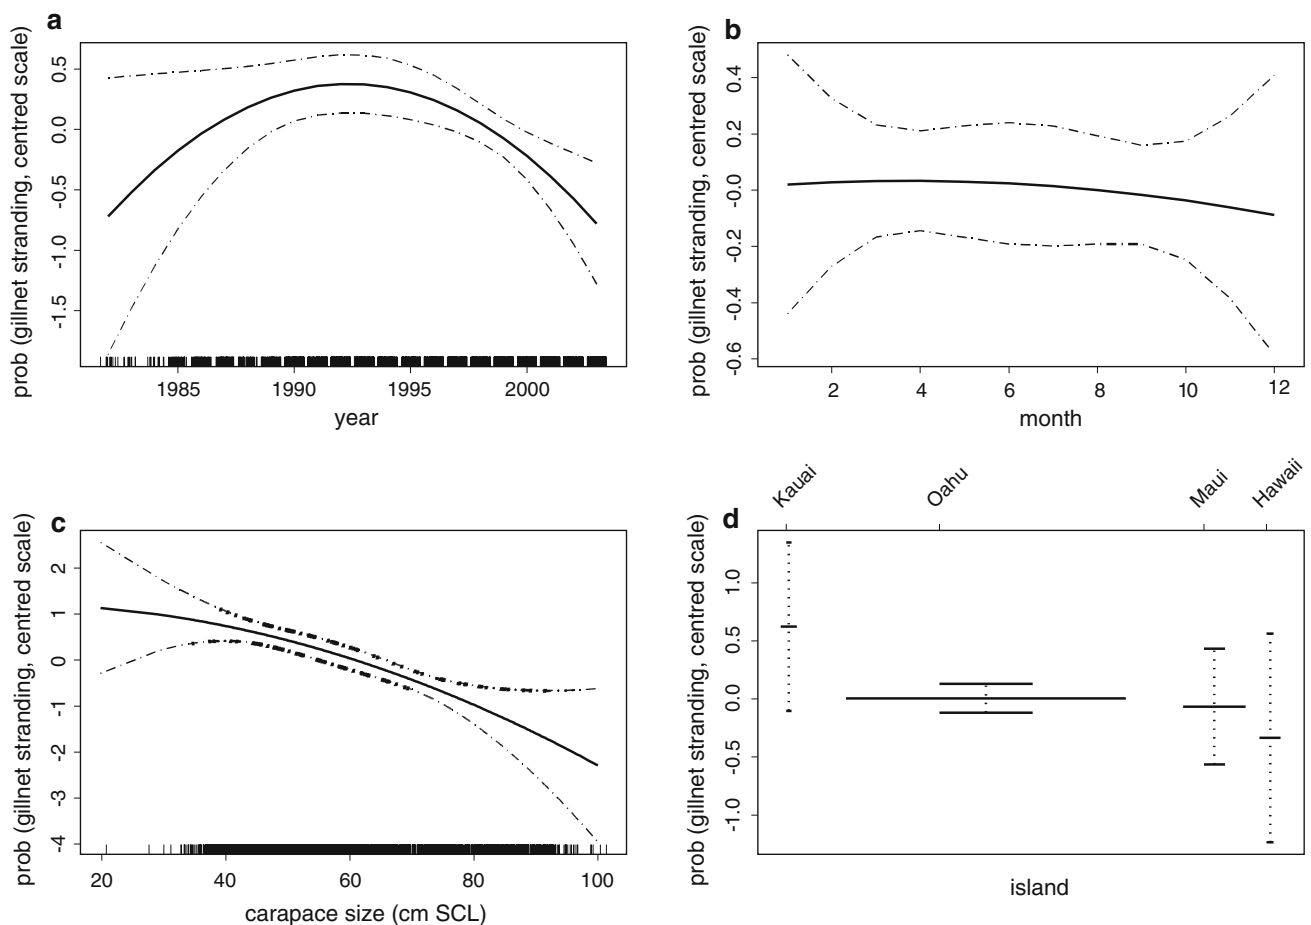 a
prob (gillnet stranding, centred scale)
0.5
0.0
-0.5
-1.0
-1.5
1985 1990 1995 2000
year
b
prob (gillnet stranding, centred scale)
0.4
0.2
-0.0
-0.2
-0.4
-0.6
2 4 6 8 10 12
month
c
prob (gillnet stranding, centred scale)
2
1
0
-1
-2
-3
-4
20 40 60 80 100
carapace size (cm SCL)
Kauai Oahu Maui Hawaii
d
prob (gillnet stranding, centred scale)
1.0
0.5
0.0
-0.5
-1.0
island